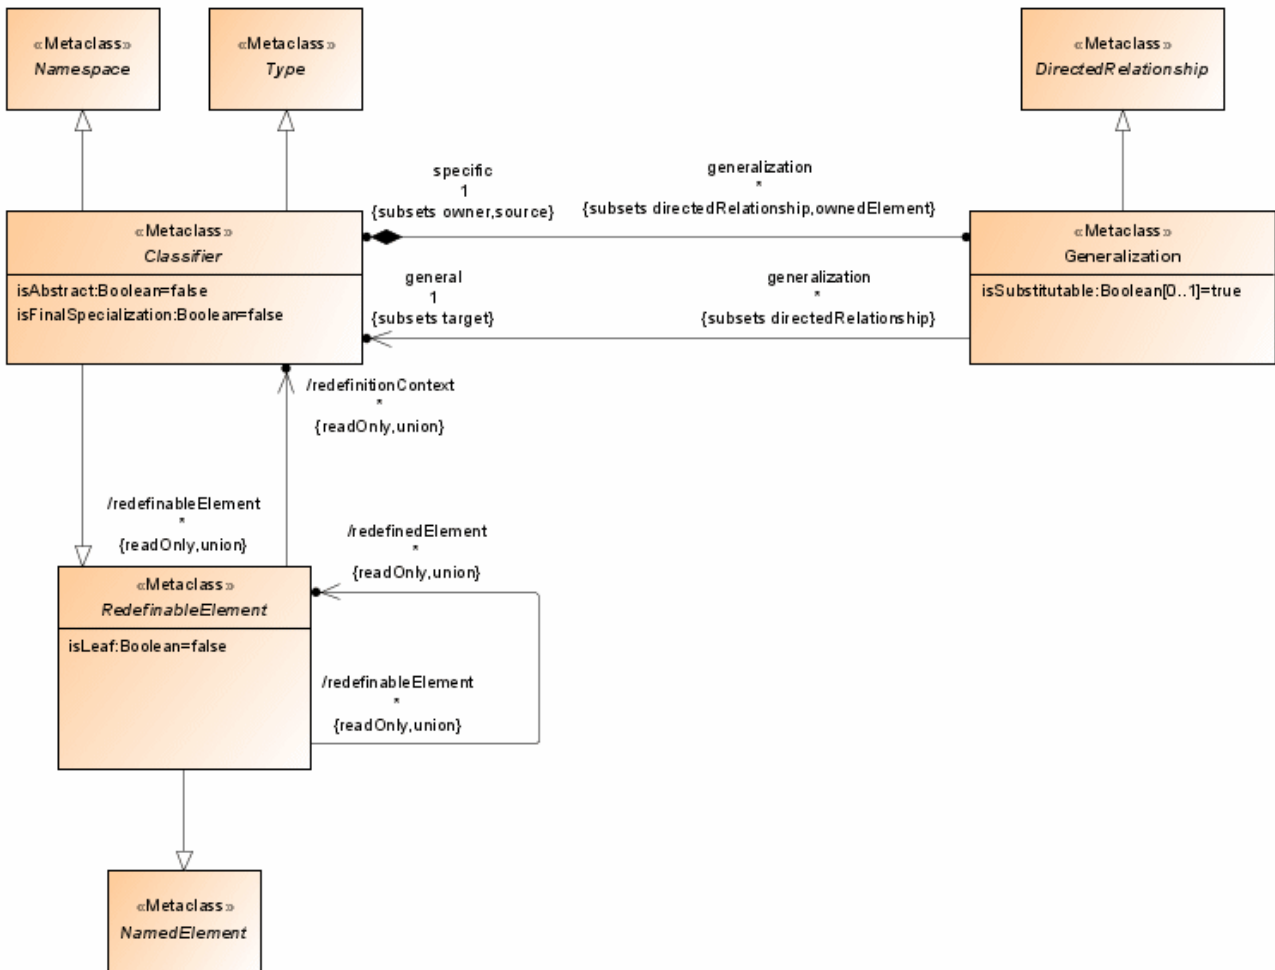 «Metaclass»
Namespace
«Metaclass»
Type
«Metaclass»
DirectedRelationship
specific
1
{subsets owner,source}
generalization
*
{subsets directedRelationship,ownedElement}
«Metaclass»
Classifier
isAbstract:Boolean=false
isFinalSpecialization:Boolean=false
general
1
{subsets target}
generalization
*
{subsets directedRelationship}
«Metaclass»
Generalization
isSubstitutable:Boolean[0..1]=true
/redefinitionContext
*
{readOnly,union}
/redefinableElement
*
{readOnly,union}
/redefinedElement
*
{readOnly,union}
«Metaclass»
RedefinableElement
isLeaf:Boolean=false
/redefinableElement
*
{readOnly,union}
«Metaclass»
NamedElement